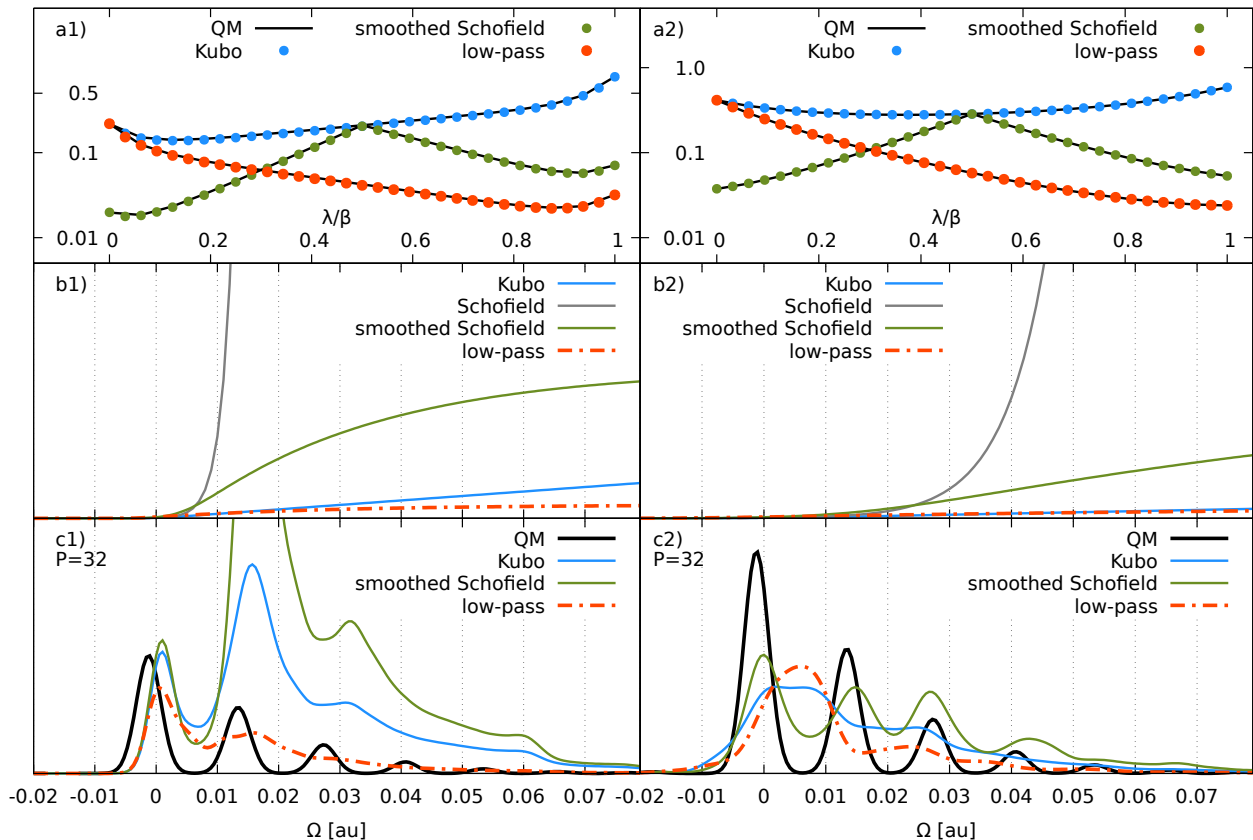 a1)
QM
smoothed Schofield
Kubo
low-pass
0.5
0.1
0.01
λ/β
0 0.2 0.4 0.6 0.8 1
a2)
QM
smoothed Schofield
Kubo
low-pass
1.0
0.1
0.01
λ/β
0 0.2 0.4 0.6 0.8 1
b1)
Kubo
Schofield
smoothed Schofield
low-pass
b2)
Kubo
Schofield
smoothed Schofield
low-pass
c1)
P=32
QM
Kubo
smoothed Schofield
low-pass
-0.02 -0.01 0 0.01 0.02 0.03 0.04 0.05 0.06 0.07
Ω [au]
c2)
P=32
QM
Kubo
smoothed Schofield
low-pass
-0.02 -0.01 0 0.01 0.02 0.03 0.04 0.05 0.06 0.07
Ω [au]